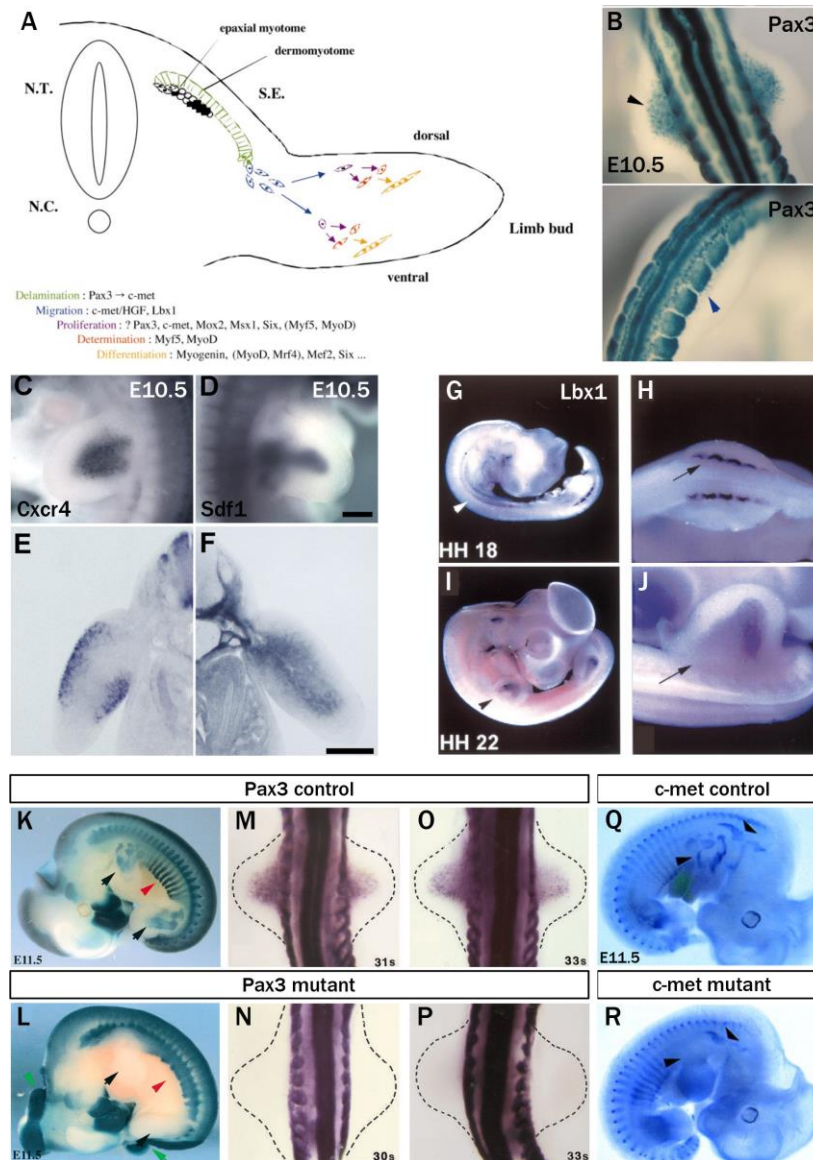 A
epaxial myotome
dermomyotome
N.T.
S.E.
dorsal
N.C.
Limb bud
ventral
Delamination : Pax3 → c-met
Migration : c-met/HGF, Lbx1
Proliferation : ? Pax3, c-met, Mox2, Msx1, Six, (Myf5, MyoD)
Determination : Myf5, MyoD
Differentiation : Myogenin, (MyoD, Mrf4), Mef2, Six ...
B Pax3
E10.5
Pax3
C E10.5 D E10.5
Cxcr4 Sdf1
E F
G Lbx1 H
HH 18
I J
HH 22
Pax3 control c-met control
K M O Q
E11.5 31s 33s E11.5
Pax3 mutant c-met mutant
L N P R
E11.5 30s 33s